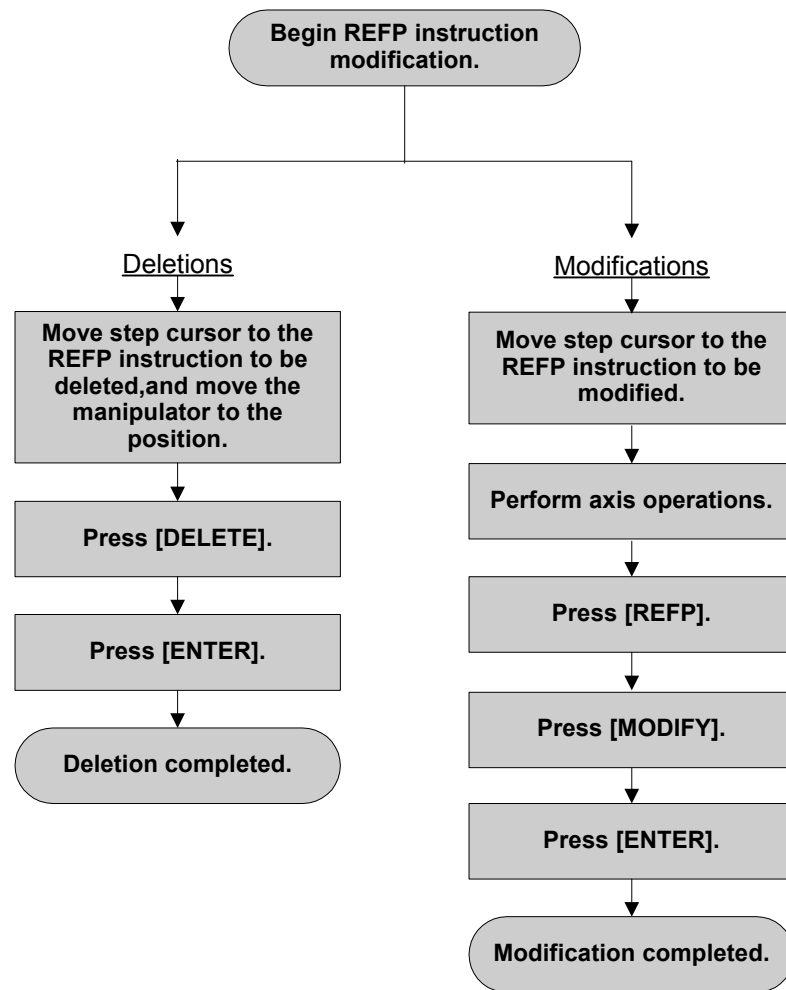 Begin REFP instruction
modification.
Deletions
Move step cursor to the
REFP instruction to be
deleted,and move the
manipulator to the
position.
Press [DELETE].
Press [ENTER].
Deletion completed.
Modifications
Move step cursor to the
REFP instruction to be
modified.
Perform axis operations.
Press [REFP].
Press [MODIFY].
Press [ENTER].
Modification completed.